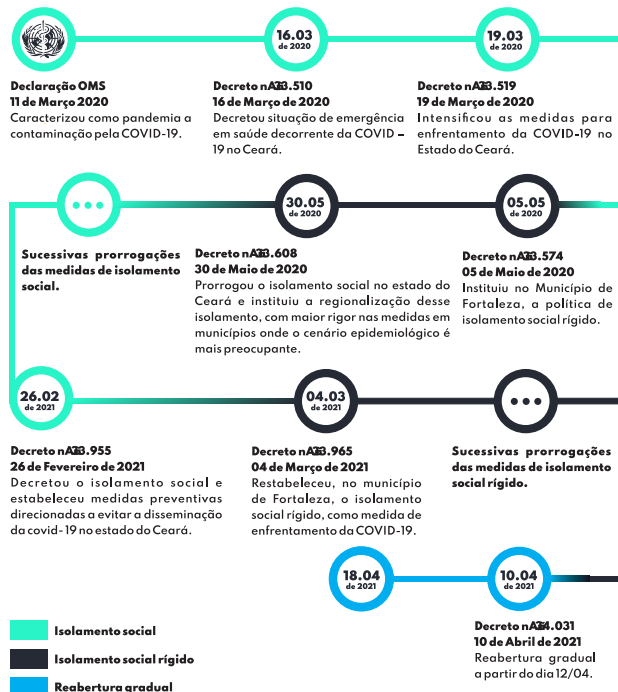 16.03
de 2020
19.03
de 2020
Declaração OMS
11 de Março 2020
Caracterizou como pandemia a
contaminação pela COVID-19.
Decreto nAº33.510
16 de Março de 2020
Decretou situação de emergência
em saúde decorrente da COVID –
19 no Ceará.
Decreto nAº33.519
19 de Março de 2020
Intensificou as medidas para
enfrentamento da COVID-19 no
Estado do Ceará.
...
Sucessivas prorrogações
das medidas de isolamento
social.
30.05
de 2020
Decreto nAº33.608
30 de Maio de 2020
Prorrogou o isolamento social no estado do
Ceará e instituiu a regionalização desse
isolamento, com maior rigor nas medidas em
municípios onde o cenário epidemiológico é
mais preocupante.
05.05
de 2020
Decreto nAº33.574
05 de Maio de 2020
Instituiu no Município de
Fortaleza, a política de
isolamento social rígido.
26.02
de 2021
Decreto nAº33.955
26 de Fevereiro de 2021
Decretou o isolamento social e
estabeleceu medidas preventivas
direcionadas a evitar a disseminação
da covid-19 no estado do Ceará.
04.03
de 2021
Decreto nAº33.965
04 de Março de 2021
Restabeleceu, no município
de Fortaleza, o isolamento
social rígido, como medida de
enfrentamento da COVID-19.
...
Sucessivas prorrogações
das medidas de isolamento
social rígido.
18.04
de 2021
10.04
de 2021
Decreto nAº34.031
10 de Abril de 2021
Reabertura gradual
a partir do dia 12/04.
Isolamento social
Isolamento social rígido
Reabertura gradual